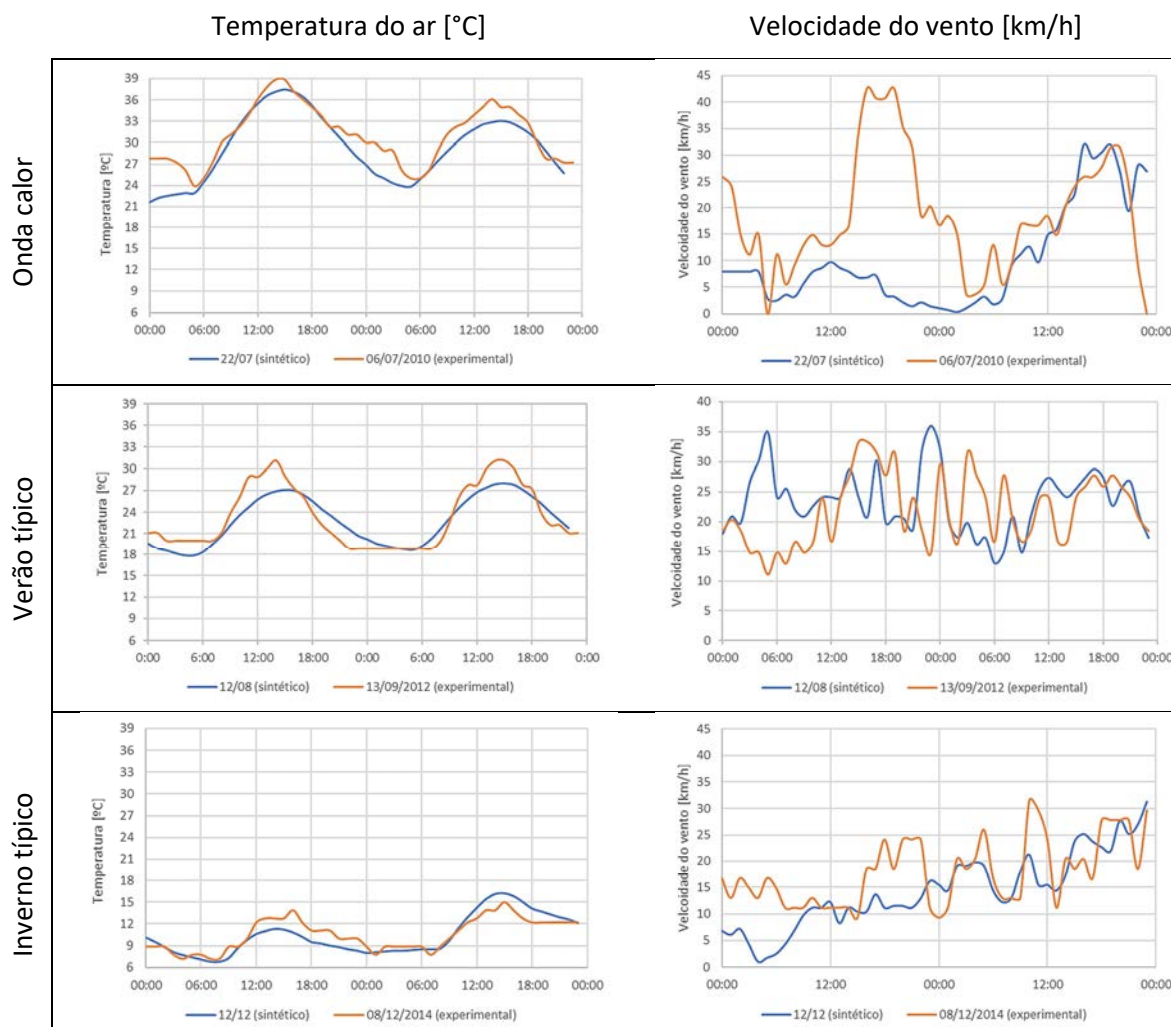 Temperatura do ar [°C]
Velocidade do vento [km/h]
Onda calor
Temperatura [ºC]
39
36
33
30
27
24
21
18
15
12
9
6
00:00 06:00 12:00 18:00 00:00 06:00 12:00 18:00 00:00
22/07 (sintético) 06/07/2010 (experimental)
Velcoidade do vento [km/h]
45
40
35
30
25
20
15
10
5
0
00:00 12:00 00:00 12:00 00:00
22/07 (sintético) 06/07/2010 (experimental)
Verão típico
Temperatura [ºC]
39
36
33
30
27
24
21
18
15
12
9
6
0:00 6:00 12:00 18:00 0:00 6:00 12:00 18:00 0:00
12/08 (sintético) 13/09/2012 (experimental)
Velcoidade do vento [km/h]
40
35
30
25
20
15
10
5
0
00:00 06:00 12:00 18:00 00:00 06:00 12:00 18:00 00:00
12/08 (sintético) 13/09/2012 (experimental)
Inverno típico
Temperatura [ºC]
39
36
33
30
27
24
21
18
15
12
9
6
00:00 06:00 12:00 18:00 00:00 06:00 12:00 18:00 00:00
12/12 (sintético) 08/12/2014 (experimental)
Velcoidade do vento [km/h]
45
40
35
30
25
20
15
10
5
0
00:00 12:00 00:00 12:00 00:00
12/12 (sintético) 08/12/2014 (experimental)